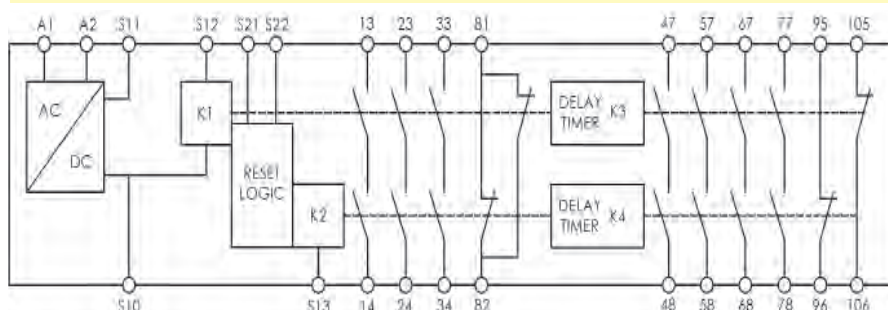 A1 A2 S11 S12 S21 S22 13 23 33 81 47 57 67 77 95 105
AC
DC
K1
RESET
LOGIC
K2
DELAY
TIMER K3
DELAY
TIMER K4
S10 S13 14 24 34 82 48 58 68 78 96 106